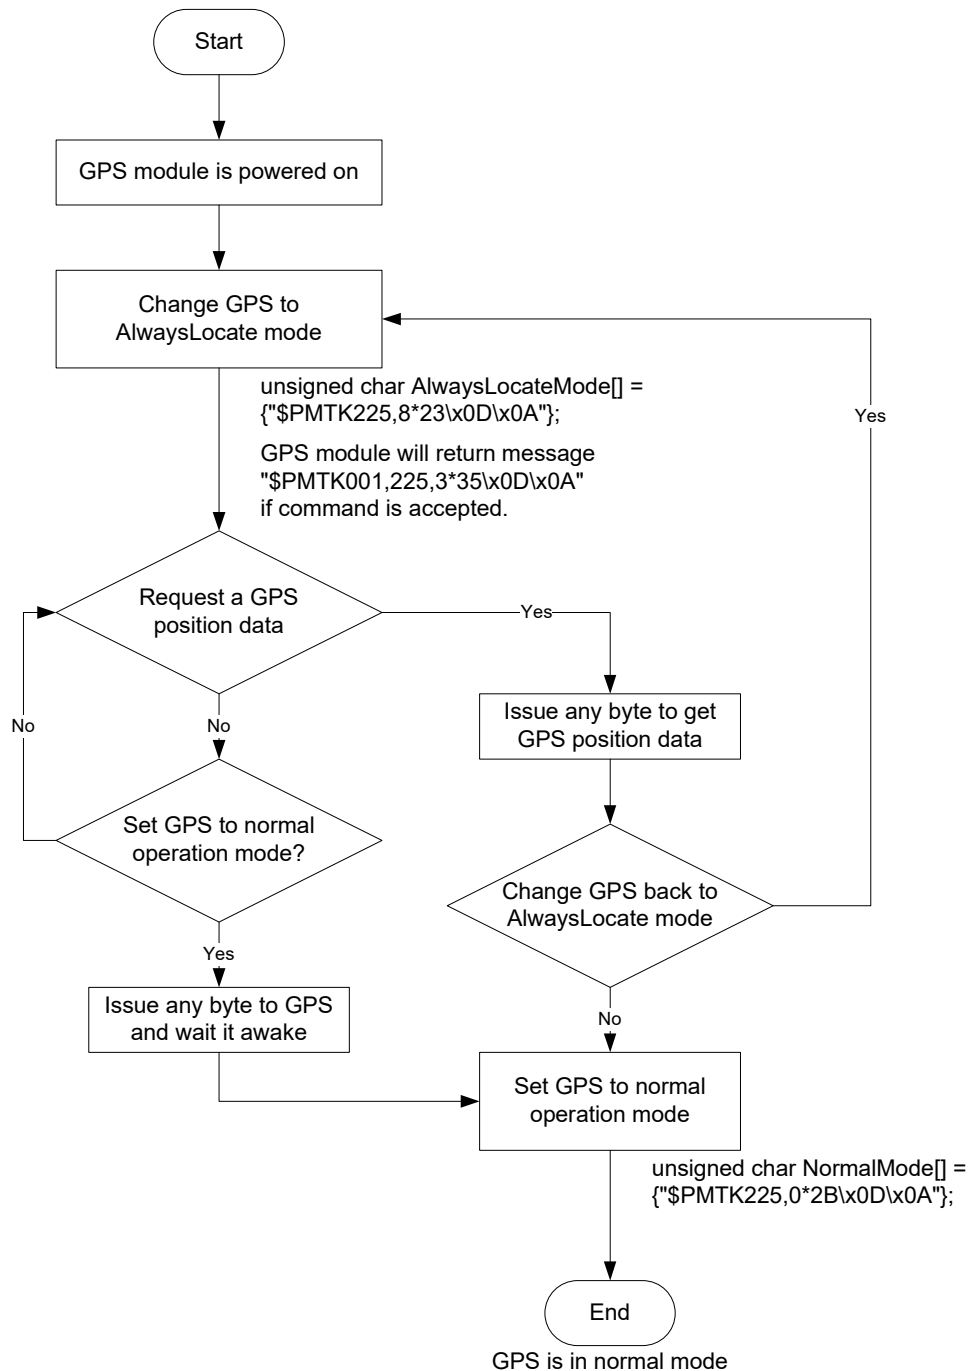 Start
GPS module is powered on
Change GPS to
AlwaysLocate mode
unsigned char AlwaysLocateMode[] =
{"$PMTK225,8*23\x0D\x0A"};
Yes
GPS module will return message
"$PMTK001,225,3*35\x0D\x0A"
if command is accepted.
Request a GPS
position data
Yes
No
No
Issue any byte to get
GPS position data
Set GPS to normal
operation mode?
Change GPS back to
AlwaysLocate mode
Yes
Issue any byte to GPS
and wait it awake
No
Set GPS to normal
operation mode
unsigned char NormalMode[] =
{"$PMTK225,0*2B\x0D\x0A"};
End
GPS is in normal mode